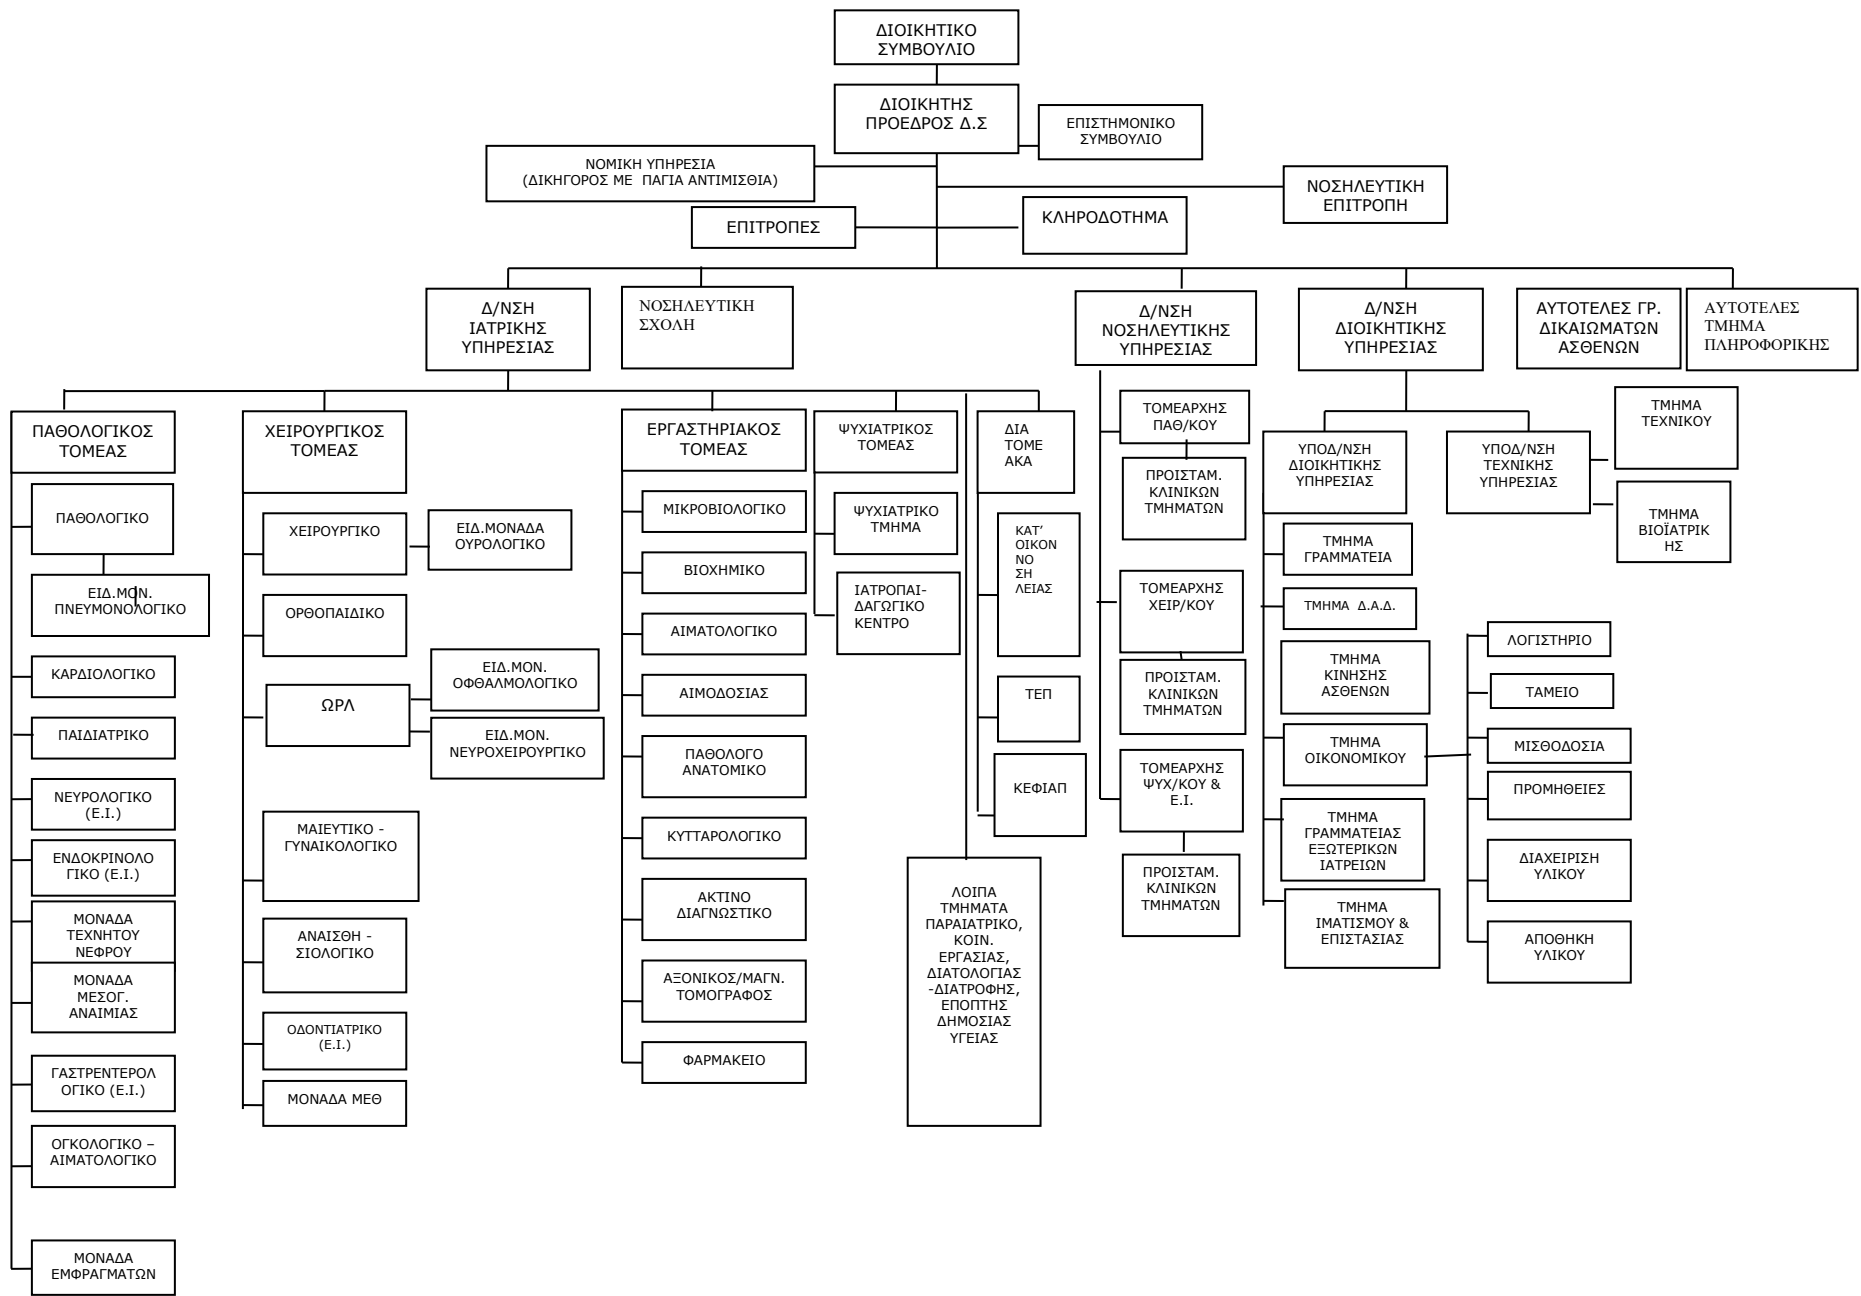 ΔΙΟΙΚΗΤΙΚΟ
ΣΥΜΒΟΥΛΙΟ
ΔΙΟΙΚΗΤΗΣ
ΠΡΟΕΔΡΟΣ Δ.Σ
ΕΠΙΣΤΗΜΟΝΙΚΟ
ΣΥΜΒΟΥΛΙΟ
ΝΟΜΙΚΗ ΥΠΗΡΕΣΙΑ
(ΔΙΚΗΓΟΡΟΣ ΜΕ ΠΑΓΙΑ ΑΝΤΙΜΙΣΘΙΑ)
ΝΟΣΗΛΕΥΤΙΚΗ
ΕΠΙΤΡΟΠΗ
ΕΠΙΤΡΟΠΕΣ
ΚΛΗΡΟΔΟΤΗΜΑ
Δ/ΝΣΗ
ΙΑΤΡΙΚΗΣ
ΥΠΗΡΕΣΙΑΣ
ΝΟΣΗΛΕΥΤΙΚΗ
ΣΧΟΛΗ
Δ/ΝΣΗ
ΝΟΣΗΛΕΥΤΙΚΗΣ
ΥΠΗΡΕΣΙΑΣ
Δ/ΝΣΗ
ΔΙΟΙΚΗΤΙΚΗΣ
ΥΠΗΡΕΣΙΑΣ
ΑΥΤΟΤΕΛΕΣ ΓΡ.
ΔΙΚΑΙΩΜΑΤΩΝ
ΑΣΘΕΝΩΝ
ΑΥΤΟΤΕΛΕΣ
ΤΜΗΜΑ
ΠΛΗΡΟΦΟΡΙΚΗΣ
ΠΑΘΟΛΟΓΙΚΟΣ
ΤΟΜΕΑΣ
ΠΑΘΟΛΟΓΙΚΟ
ΕΙΔ.ΜΟΝ.
ΠΝΕΥΜΟΝΟΛΟΓΙΚΟ
ΚΑΡΔΙΟΛΟΓΙΚΟ
ΠΑΙΔΙΑΤΡΙΚΟ
ΝΕΥΡΟΛΟΓΙΚΟ
(Ε.Ι.)
ΕΝΔΟΚΡΙΝΟΛΟ
ΓΙΚΟ (Ε.Ι.)
ΜΟΝΑΔΑ
ΤΕΧΝΗΤΟΥ
ΝΕΦΡΟΥ
ΜΟΝΑΔΑ
ΜΕΣΟΓ.
ΑΝΑΙΜΙΑΣ
ΓΑΣΤΡΕΝΤΕΡΟΛ
ΟΓΙΚΟ (Ε.Ι.)
ΟΓΚΟΛΟΓΙΚΟ –
ΑΙΜΑΤΟΛΟΓΙΚΟ
ΜΟΝΑΔΑ
ΕΜΦΡΑΓΜΑΤΩΝ
ΧΕΙΡΟΥΡΓΙΚΟΣ
ΤΟΜΕΑΣ
ΧΕΙΡΟΥΡΓΙΚΟ
ΕΙΔ.ΜΟΝΑΔΑ
ΟΥΡΟΛΟΓΙΚΟ
ΟΡΘΟΠΑΙΔΙΚΟ
ΩΡΛ
ΕΙΔ.ΜΟΝ.
ΟΦΘΑΛΜΟΛΟΓΙΚΟ
ΕΙΔ.ΜΟΝ.
ΝΕΥΡΟΧΕΙΡΟΥΡΓΙΚΟ
ΜΑΙΕΥΤΙΚΟ -
ΓΥΝΑΙΚΟΛΟΓΙΚΟ
ΑΝΑΙΣΘΗ -
ΣΙΟΛΟΓΙΚΟ
ΟΔΟΝΤΙΑΤΡΙΚΟ
(Ε.Ι.)
ΜΟΝΑΔΑ ΜΕΘ
ΕΡΓΑΣΤΗΡΙΑΚΟΣ
ΤΟΜΕΑΣ
ΜΙΚΡΟΒΙΟΛΟΓΙΚΟ
ΒΙΟΧΗΜΙΚΟ
ΑΙΜΑΤΟΛΟΓΙΚΟ
ΑΙΜΟΔΟΣΙΑΣ
ΠΑΘΟΛΟΓΟ
ΑΝΑΤΟΜΙΚΟ
ΚΥΤΤΑΡΟΛΟΓΙΚΟ
ΑΚΤΙΝΟ
ΔΙΑΓΝΩΣΤΙΚΟ
ΑΞΟΝΙΚΟΣ/ΜΑΓΝ.
ΤΟΜΟΓΡΑΦΟΣ
ΦΑΡΜΑΚΕΙΟ
ΨΥΧΙΑΤΡΙΚΟΣ
ΤΟΜΕΑΣ
ΨΥΧΙΑΤΡΙΚΟ
ΤΜΗΜΑ
ΙΑΤΡΟΠΑΙ-
ΔΑΓΩΓΙΚΟ
ΚΕΝΤΡΟ
ΛΟΙΠΑ
ΤΜΗΜΑΤΑ
ΠΑΡΑΙΑΤΡΙΚΟ,
ΚΟΙΝ.
ΕΡΓΑΣΙΑΣ,
ΔΙΑΤΟΛΟΓΙΑΣ
-ΔΙΑΤΡΟΦΗΣ,
ΕΠΟΠΤΗΣ
ΔΗΜΟΣΙΑΣ
ΥΓΕΙΑΣ
ΔΙΑ
ΤΟΜΕ
ΑΚΑ
ΚΑΤ’
ΟΙΚΟΝ
ΝΟ
ΣΗ
ΛΕΙΑΣ
ΤΕΠ
ΚΕΦΙΑΠ
ΤΟΜΕΑΡΧΗΣ
ΠΑΘ/ΚΟΥ
ΠΡΟΙΣΤΑΜ.
ΚΛΙΝΙΚΩΝ
ΤΜΗΜΑΤΩΝ
ΤΟΜΕΑΡΧΗΣ
ΧΕΙΡ/ΚΟΥ
ΠΡΟΙΣΤΑΜ.
ΚΛΙΝΙΚΩΝ
ΤΜΗΜΑΤΩΝ
ΤΟΜΕΑΡΧΗΣ
ΨΥΧ/ΚΟΥ &
Ε.Ι.
ΠΡΟΙΣΤΑΜ.
ΚΛΙΝΙΚΩΝ
ΤΜΗΜΑΤΩΝ
ΥΠΟΔ/ΝΣΗ
ΔΙΟΙΚΗΤΙΚΗΣ
ΥΠΗΡΕΣΙΑΣ
ΤΜΗΜΑ
ΓΡΑΜΜΑΤΕΙΑ
ΤΜΗΜΑ Δ.Α.Δ.
ΤΜΗΜΑ
ΚΙΝΗΣΗΣ
ΑΣΘΕΝΩΝ
ΤΜΗΜΑ
ΟΙΚΟΝΟΜΙΚΟΥ
ΤΜΗΜΑ
ΓΡΑΜΜΑΤΕΙΑΣ
ΕΞΩΤΕΡΙΚΩΝ
ΙΑΤΡΕΙΩΝ
ΤΜΗΜΑ
ΙΜΑΤΙΣΜΟΥ &
ΕΠΙΣΤΑΣΙΑΣ
ΥΠΟΔ/ΝΣΗ
ΤΕΧΝΙΚΗΣ
ΥΠΗΡΕΣΙΑΣ
ΤΜΗΜΑ
ΤΕΧΝΙΚΟΥ
ΤΜΗΜΑ
ΒΙΟΪΑΤΡΙΚ
ΗΣ
ΛΟΓΙΣΤΗΡΙΟ
ΤΑΜΕΙΟ
ΜΙΣΘΟΔΟΣΙΑ
ΠΡΟΜΗΘΕΙΕΣ
ΔΙΑΧΕΙΡΙΣΗ
ΥΛΙΚΟΥ
ΑΠΟΘΗΚΗ
ΥΛΙΚΟΥ